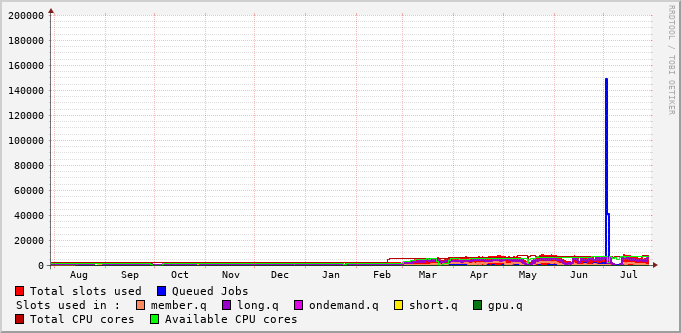 RRDTOOL / TOBI OETIKER
200000
180000
160000
140000
120000
100000
80000
60000
40000
20000
0
Aug Sep Oct Nov Dec Jan Feb Mar Apr May Jun Jul
Total slots used Queued Jobs
Slots used in : member.q long.q ondemand.q short.q gpu.q
Total CPU cores Available CPU cores